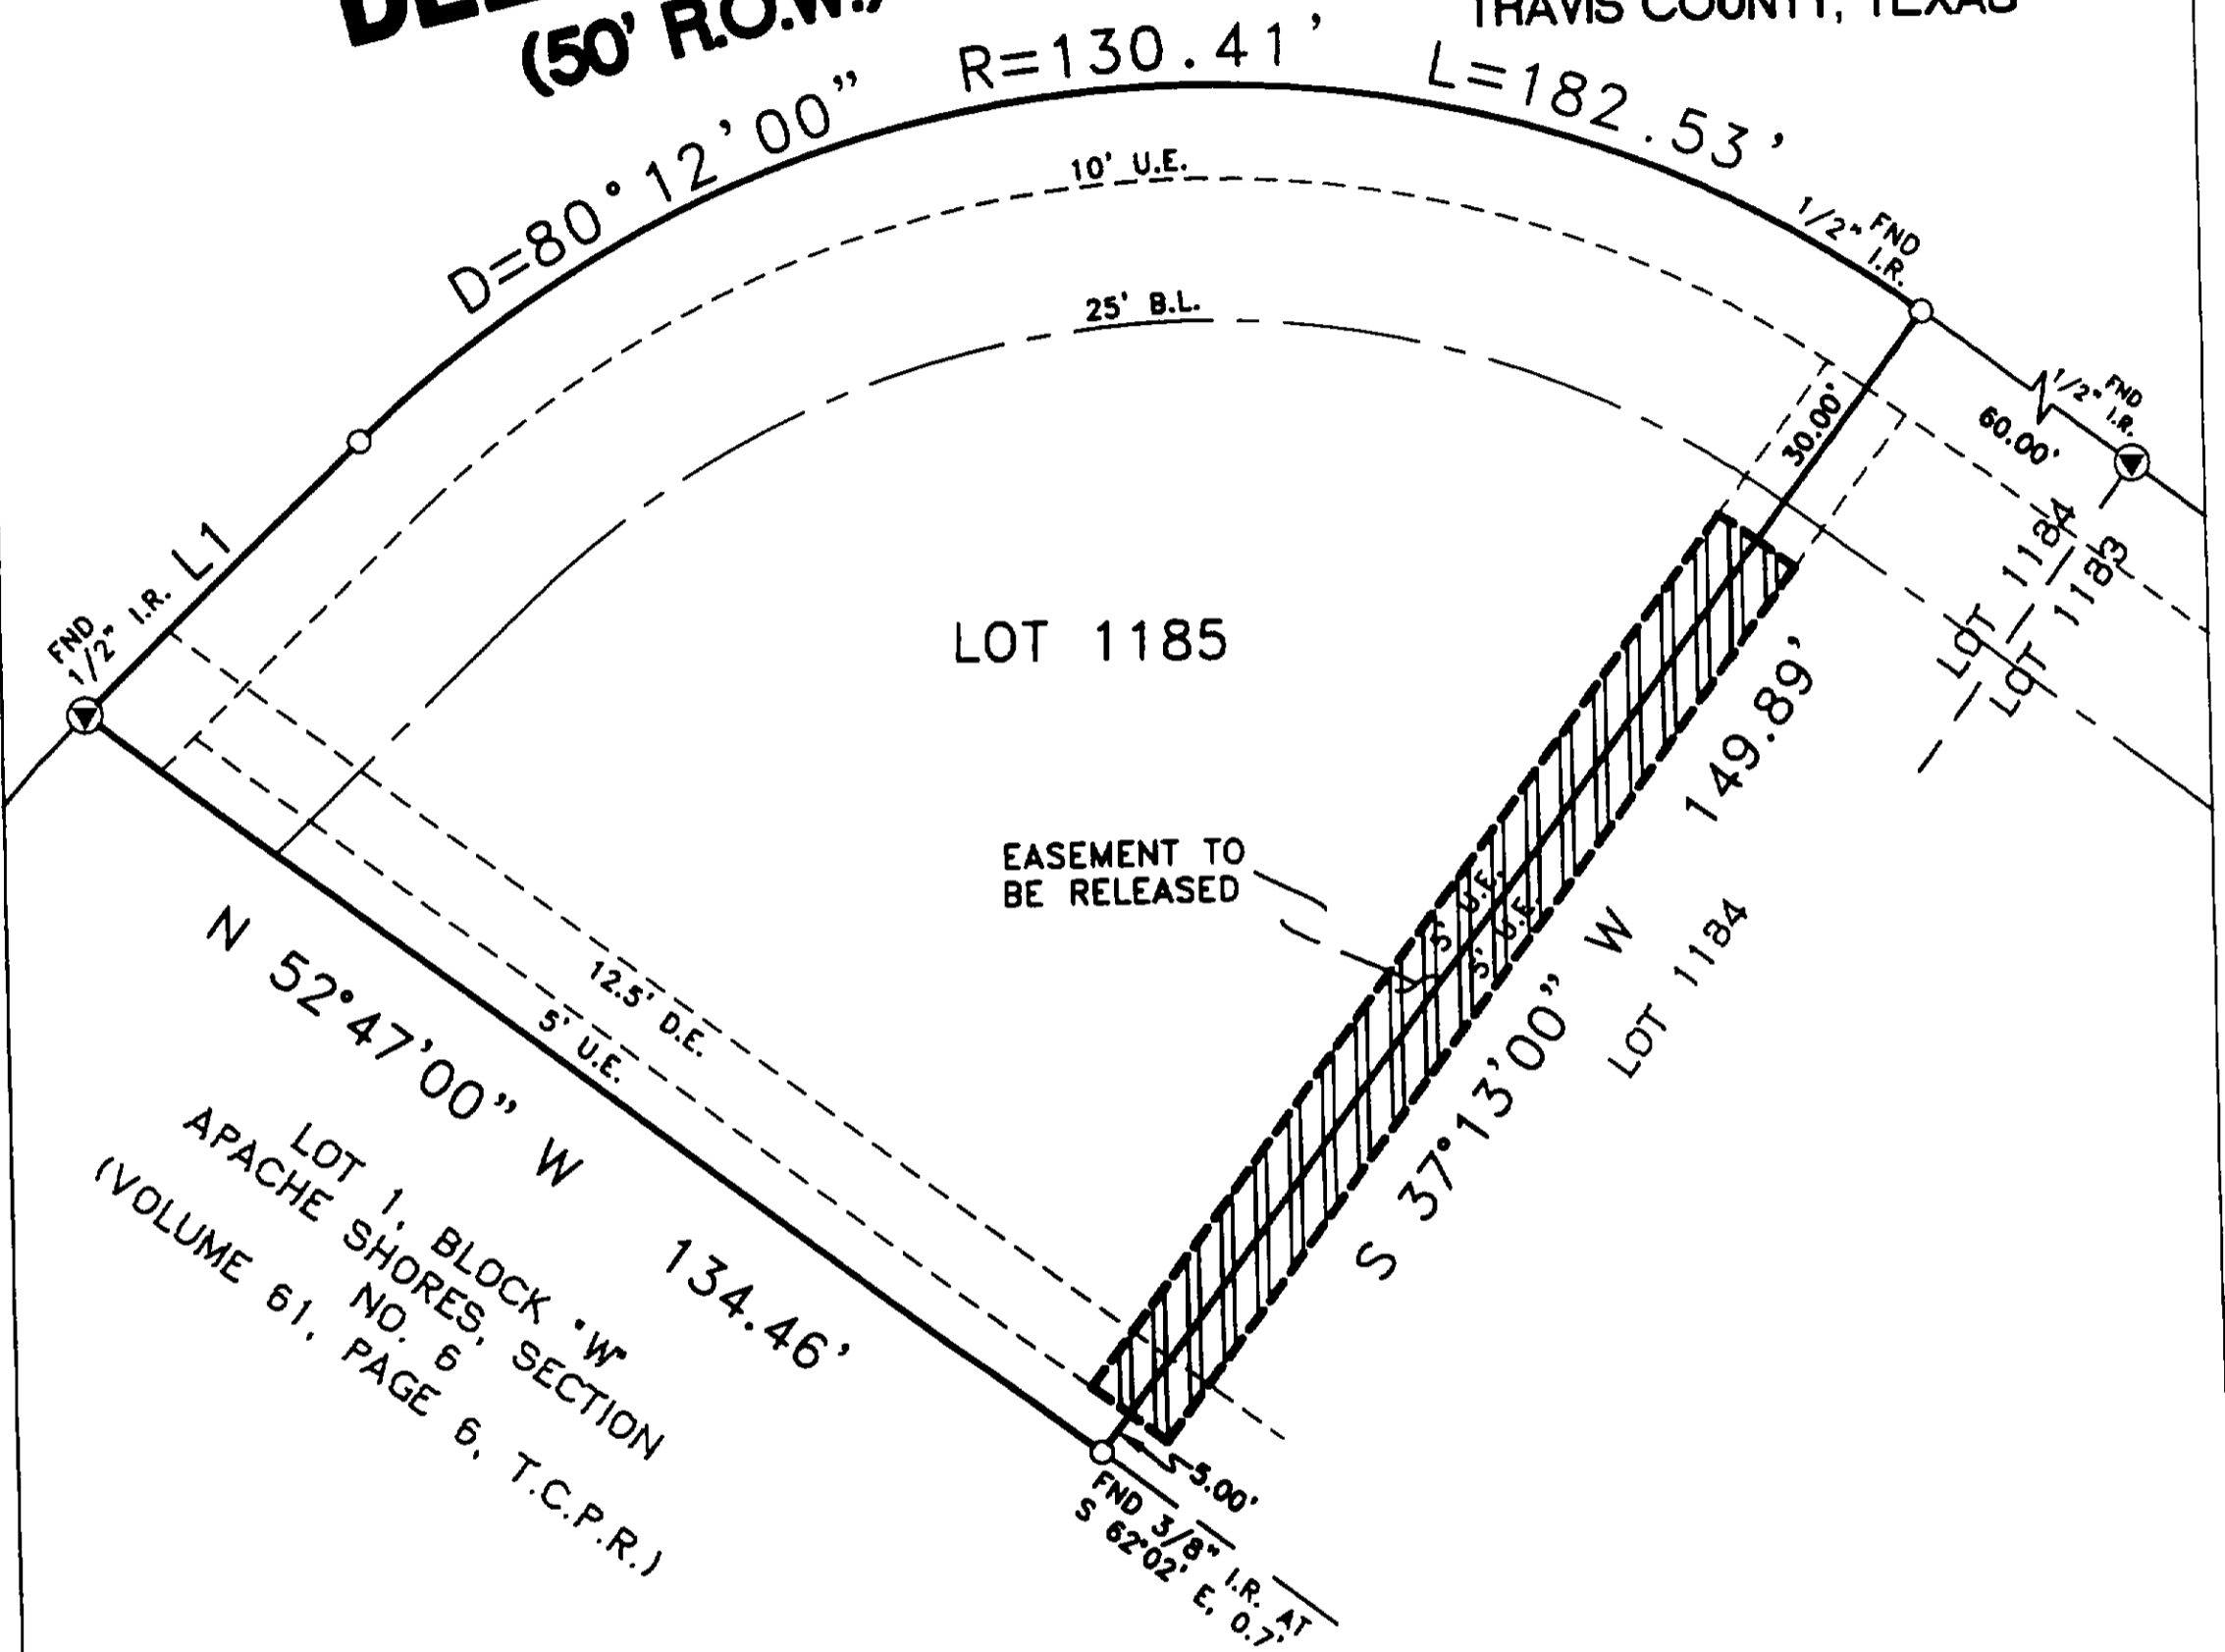 (50' R.O.W.)
TRAVIS COUNTY, TEXAS
D=80°12'00" R=130.41' L=182.53'
10' U.E.
25' B.L.
1/2" FND I.R.
30.00'
60.00'
1/2" FND I.R.
LOT 1184
LOT 1183
L1
FND 1/2" I.R.
LOT 1185
EASEMENT TO
BE RELEASED
5' U.E.
5' U.E.
S 37°13'00" W 149.89'
LOT 1184
12.5' D.E.
5' U.E.
N 52°47'00" W 134.46'
LOT 1, BLOCK "W"
APACHE SHORES, SECTION
NO. 6
(VOLUME 61, PAGE 6, T.C.P.R.)
5.00'
FND 3/8" I.R. AT
S 62°02' E, 0.7'